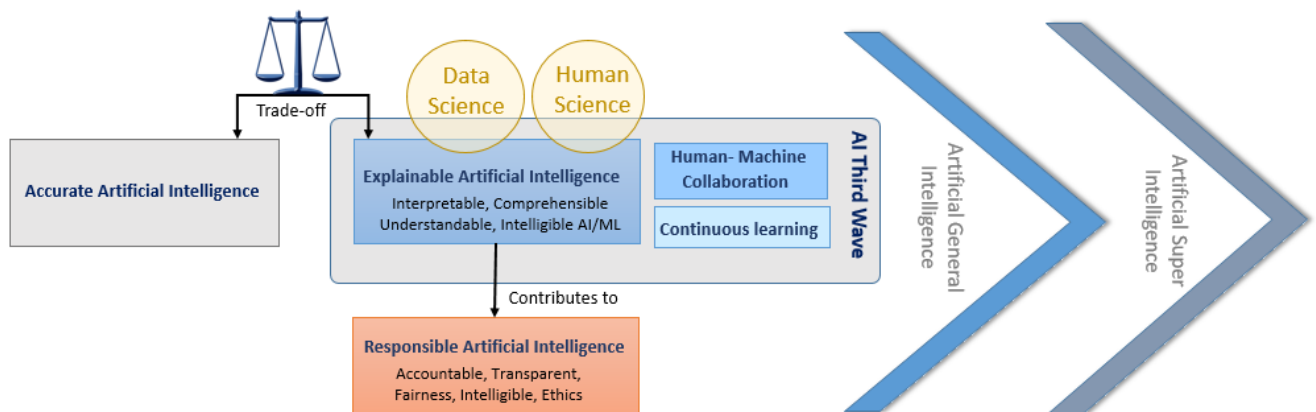 Data
Science
Human
Science
Trade-off
Accurate Artificial Intelligence
Explainable Artificial Intelligence
Interpretable, Comprehensible
Understandable, Intelligible AI/ML
Human- Machine
Collaboration
Continuous learning
AI Third Wave
Contributes to
Responsible Artificial Intelligence
Accountable, Transparent,
Fairness, Intelligible, Ethics
Artificial General
Intelligence
Artificial Super
Intelligence